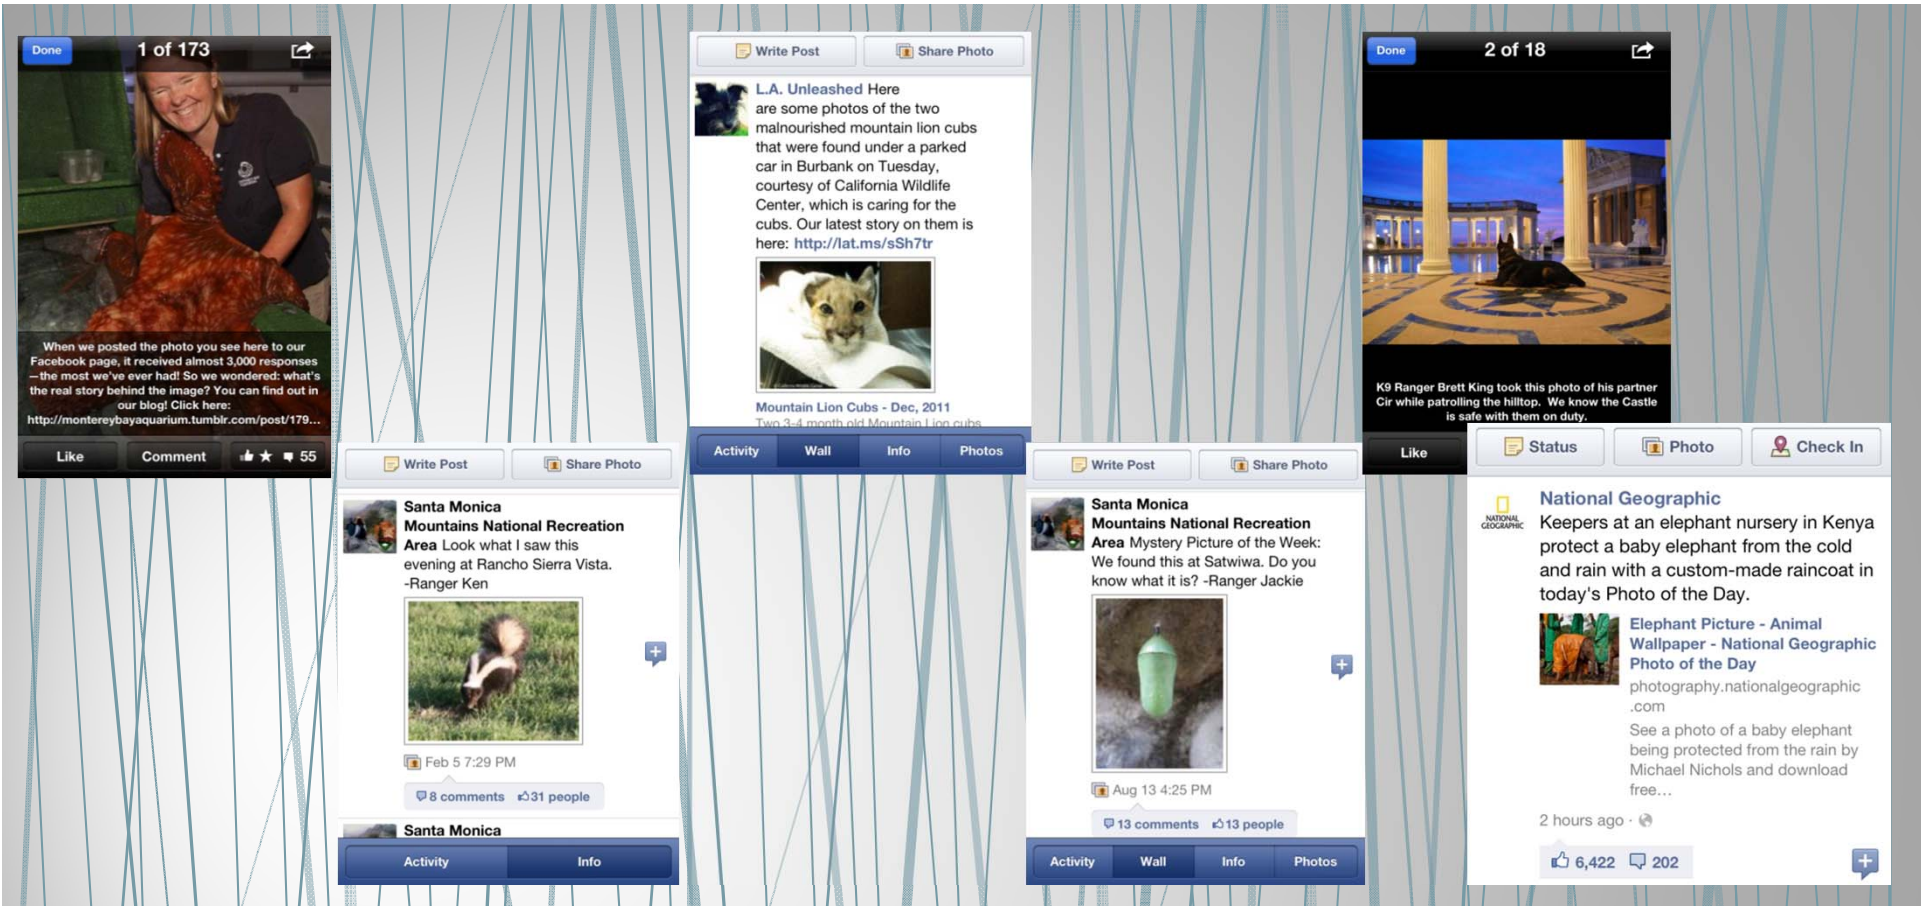 Done
1 of 173
When we posted the photo you see here to our
Facebook page, it received almost 3,000 responses
—the most we've ever had! So we wondered: what's
the real story behind the image? You can find out in
our blog! Click here:
http://montereybayaquarium.tumblr.com/post/179...
Like
Comment
55
Write Post
Share Photo
Santa Monica
Mountains National Recreation
Area Look what I saw this
evening at Rancho Sierra Vista.
-Ranger Ken
Feb 5 7:29 PM
8 comments 31 people
Santa Monica
Activity
Info
Write Post
Share Photo
L.A. Unleashed Here
are some photos of the two
malnourished mountain lion cubs
that were found under a parked
car in Burbank on Tuesday,
courtesy of California Wildlife
Center, which is caring for the
cubs. Our latest story on them is
here: http://lat.ms/sSh7tr
Mountain Lion Cubs - Dec, 2011
Two 3-4 month old Mountain Lion cubs
Activity
Wall
Info
Photos
Write Post
Share Photo
Santa Monica
Mountains National Recreation
Area Mystery Picture of the Week:
We found this at Satwiwa. Do you
know what it is? -Ranger Jackie
Aug 13 4:25 PM
13 comments 13 people
Activity
Wall
Info
Photos
Done
2 of 18
K9 Ranger Brett King took this photo of his partner
Cir while patrolling the hilltop. We know the Castle
is safe with them on duty.
Like
Status
Photo
Check In
NATIONAL
GEOGRAPHIC
National Geographic
Keepers at an elephant nursery in Kenya
protect a baby elephant from the cold
and rain with a custom-made raincoat in
today's Photo of the Day.
Elephant Picture - Animal
Wallpaper - National Geographic
Photo of the Day
photography.nationalgeographic
.com
See a photo of a baby elephant
being protected from the rain by
Michael Nichols and download
free...
2 hours ago ·
6,422 202